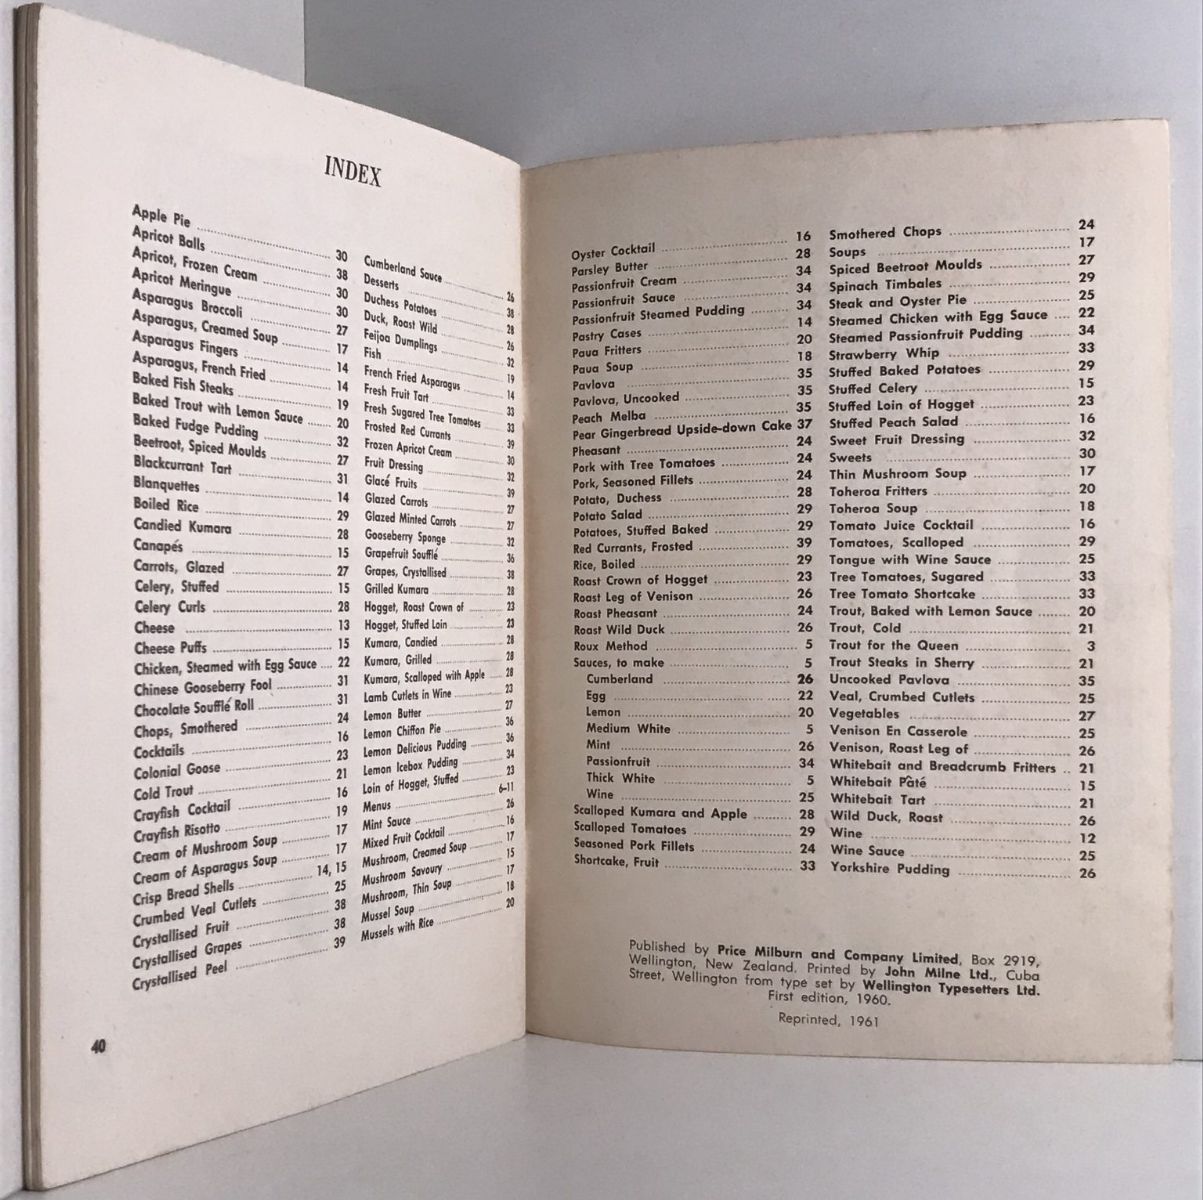 INDEX
Apple Pie ........ 30
Apricot Balls ........ 38
Apricot, Frozen Cream ........ 30
Apricot Meringue ........ 30
Asparagus Broccoli ........ 27
Asparagus, Creamed Soup ........ 17
Asparagus Fingers ........ 14
Asparagus, French Fried ........ 14
Baked Fish Steaks ........ 19
Baked Trout with Lemon Sauce ........ 20
Baked Fudge Pudding ........ 32
Beetroot, Spiced Moulds ........ 27
Blackcurrant Tart ........ 31
Blanquettes ........ 14
Boiled Rice ........ 29
Candied Kumara ........ 28
Canapés ........ 15
Carrots, Glazed ........ 27
Celery, Stuffed ........ 15
Celery Curls ........ 28
Cheese ........ 13
Cheese Puffs ........ 15
Chicken, Steamed with Egg Sauce .... 22
Chinese Gooseberry Fool ........ 31
Chocolate Soufflé Roll ........ 31
Chops, Smothered ........ 24
Cocktails ........ 16
Colonial Goose ........ 23
Cold Trout ........ 21
Crayfish Cocktail ........ 16
Crayfish Risotto ........ 19
Cream of Mushroom Soup ........ 17
Cream of Asparagus Soup ........ 17
Crisp Bread Shells ........ 14, 15
Crumbed Veal Cutlets ........ 25
Crystallised Fruit ........ 38
Crystallised Grapes ........ 38
Crystallised Peel ........ 39
Cumberland Sauce ........ 26
Desserts ........ 38
Duchess Potatoes ........ 28
Duck, Roast Wild ........ 26
Feijoa Dumplings ........ 32
Fish ........ 19
French Fried Asparagus ........ 14
Fresh Fruit Tart ........ 33
Fresh Sugared Tree Tomatoes ........ 33
Frosted Red Currants ........ 39
Frozen Apricot Cream ........ 30
Fruit Dressing ........ 32
Glacé Fruits ........ 39
Glazed Carrots ........ 27
Glazed Minted Carrots ........ 27
Gooseberry Sponge ........ 32
Grapefruit Soufflé ........ 36
Grapes, Crystallised ........ 38
Grilled Kumara ........ 28
Hogget, Roast Crown of ........ 23
Hogget, Stuffed Loin ........ 23
Kumara, Candied ........ 28
Kumara, Grilled ........ 28
Kumara, Scalloped with Apple .... 28
Lamb Cutlets in Wine ........ 23
Lemon Butter ........ 27
Lemon Chiffon Pie ........ 36
Lemon Delicious Pudding ........ 36
Lemon Icebox Pudding ........ 34
Loin of Hogget, Stuffed ........ 23
Menus ........ 6-11
Mint Sauce ........ 26
Mixed Fruit Cocktail ........ 16
Mushroom, Creamed Soup ........ 17
Mushroom Savoury ........ 15
Mushroom, Thin Soup ........ 17
Mussel Soup ........ 18
Mussels with Rice ........ 20
40
Oyster Cocktail ........ 16
Parsley Butter ........ 28
Passionfruit Cream ........ 34
Passionfruit Sauce ........ 34
Passionfruit Steamed Pudding ........ 34
Pastry Cases ........ 14
Paua Fritters ........ 20
Paua Soup ........ 18
Pavlova ........ 35
Pavlova, Uncooked ........ 35
Peach Melba ........ 35
Pear Gingerbread Upside-down Cake 37
Pheasant ........ 24
Pork with Tree Tomatoes ........ 24
Pork, Seasoned Fillets ........ 24
Potato, Duchess ........ 28
Potato Salad ........ 29
Potatoes, Stuffed Baked ........ 29
Red Currants, Frosted ........ 39
Rice, Boiled ........ 29
Roast Crown of Hogget ........ 23
Roast Leg of Venison ........ 26
Roast Pheasant ........ 24
Roast Wild Duck ........ 26
Roux Method ........ 5
Sauces, to make ........ 5
Cumberland ........ 26
Egg ........ 22
Lemon ........ 20
Medium White ........ 5
Mint ........ 26
Passionfruit ........ 34
Thick White ........ 5
Wine ........ 25
Scalloped Kumara and Apple ........ 28
Scalloped Tomatoes ........ 29
Seasoned Pork Fillets ........ 24
Shortcake, Fruit ........ 33
Smothered Chops ........ 24
Soups ........ 17
Spiced Beetroot Moulds ........ 27
Spinach Timbales ........ 29
Steak and Oyster Pie ........ 25
Steamed Chicken with Egg Sauce .... 22
Steamed Passionfruit Pudding ........ 34
Strawberry Whip ........ 33
Stuffed Baked Potatoes ........ 29
Stuffed Celery ........ 15
Stuffed Loin of Hogget ........ 23
Stuffed Peach Salad ........ 16
Sweet Fruit Dressing ........ 32
Sweets ........ 30
Thin Mushroom Soup ........ 17
Toheroa Fritters ........ 20
Toheroa Soup ........ 18
Tomato Juice Cocktail ........ 16
Tomatoes, Scalloped ........ 29
Tongue with Wine Sauce ........ 25
Tree Tomatoes, Sugared ........ 33
Tree Tomato Shortcake ........ 33
Trout, Baked with Lemon Sauce ........ 20
Trout, Cold ........ 21
Trout for the Queen ........ 3
Trout Steaks in Sherry ........ 21
Uncooked Pavlova ........ 35
Veal, Crumbed Cutlets ........ 25
Vegetables ........ 27
Venison En Casserole ........ 25
Venison, Roast Leg of ........ 26
Whitebait and Breadcrumb Fritters .. 21
Whitebait Pâté ........ 15
Whitebait Tart ........ 21
Wild Duck, Roast ........ 26
Wine ........ 12
Wine Sauce ........ 25
Yorkshire Pudding ........ 26
Published by Price Milburn and Company Limited, Box 2919,
Wellington, New Zealand. Printed by John Milne Ltd., Cuba
Street, Wellington from type set by Wellington Typesetters Ltd.
First edition, 1960.
Reprinted, 1961